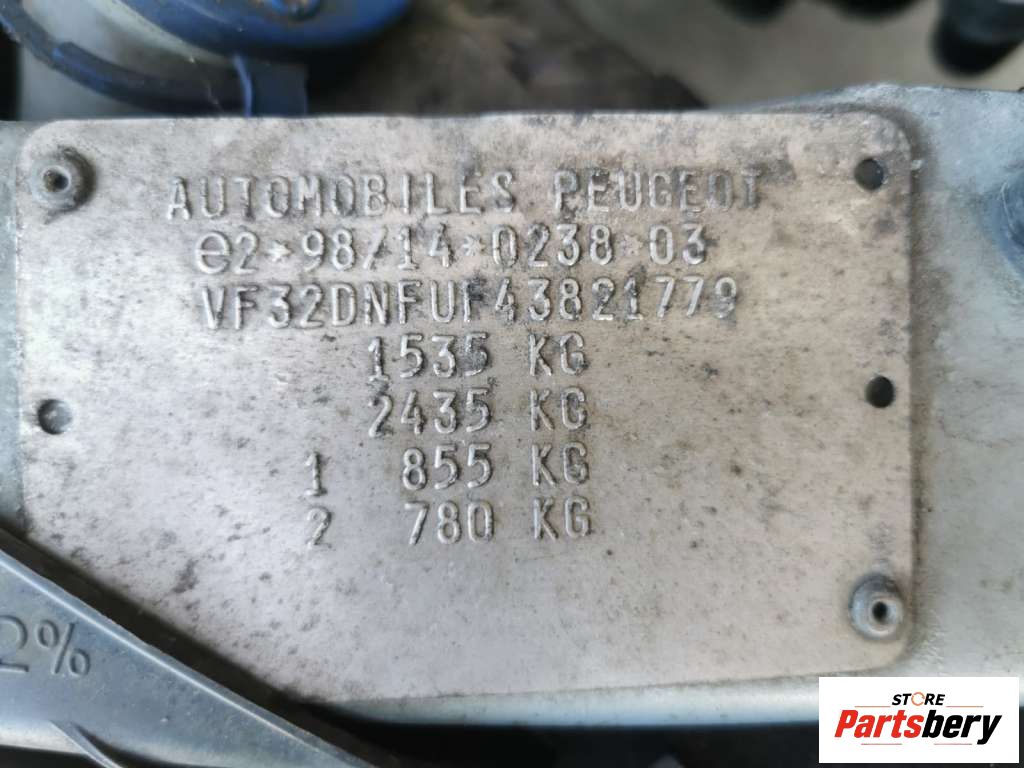 AUTOMOBILES PEUGEOT
e2*98/14*0238*03
VF32DNFUF43821779
1535 KG
2435 KG
1 855 KG
2 780 KG
2%
STORE
Partsbery